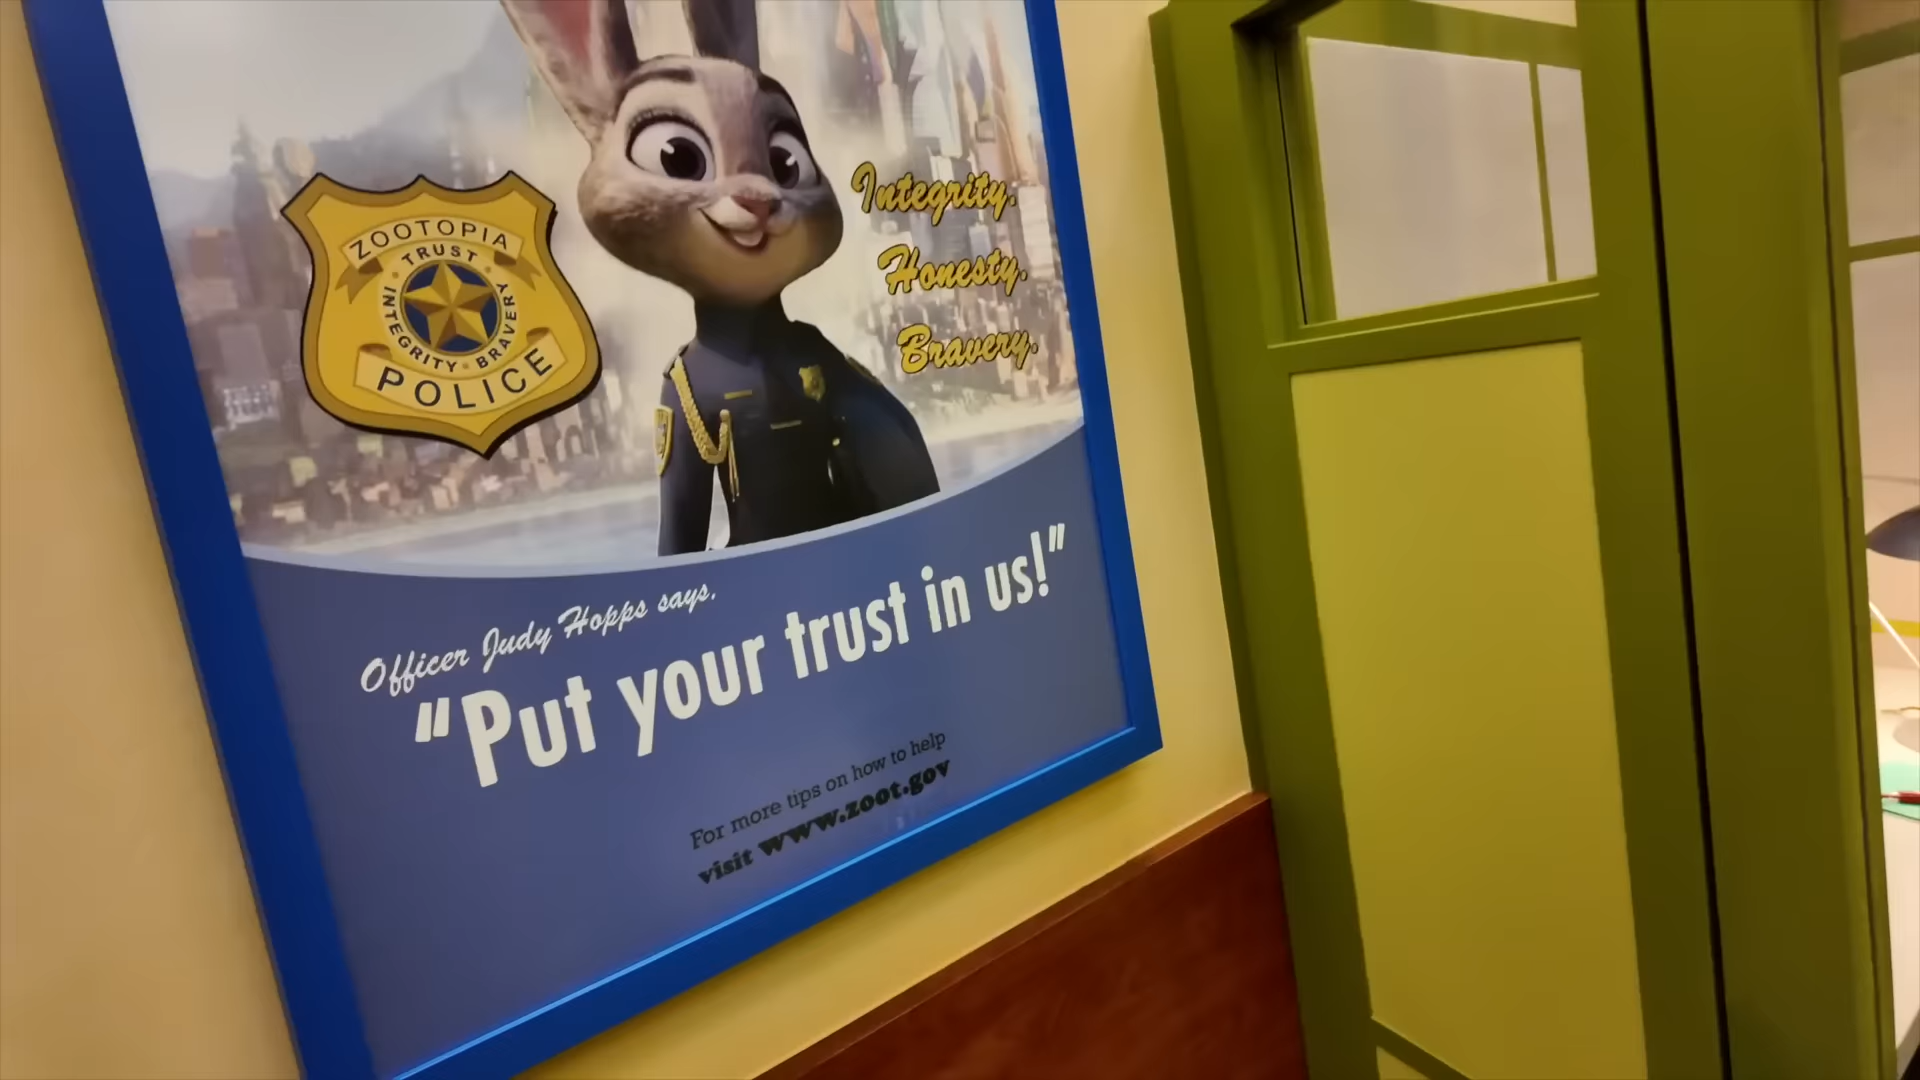 ZOOTOPIA
TRUST
INTEGRITY • BRAVERY
POLICE
Integrity.
Honesty.
Bravery.
Officer Judy Hopps says,
"Put your trust in us!"
For more tips on how to help
visit www.zoot.gov